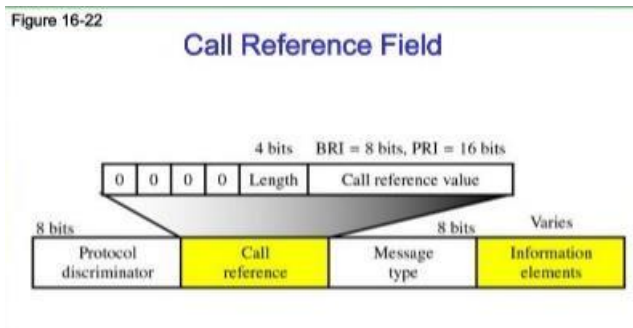 Figure 16-22
Call Reference Field
4 bits BRI = 8 bits, PRI = 16 bits
0 0 0 0 Length Call reference value
8 bits 8 bits Varies
Protocol discriminator Call reference Message type Information elements